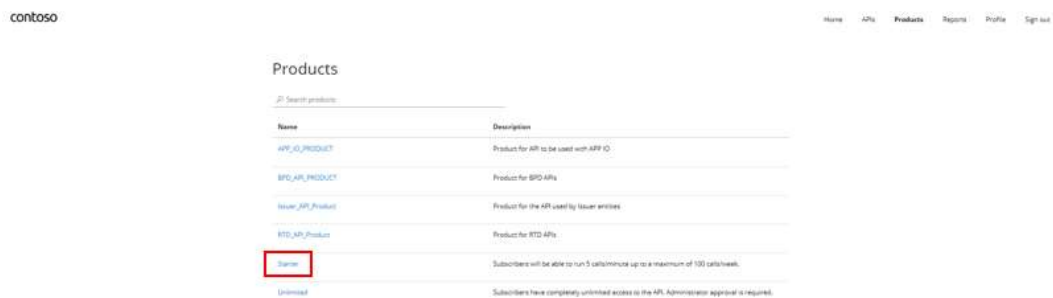 contoso
Home APIs Products Reports Profile Sign out
Products
Search products
Name Description
APP_IO_PRODUCT Product for API to be used with APP IO
BPD_API_PRODUCT Product for BPD APIs
Issuer_API_Product Product for the API used by Issuer entities
RTD_API_Product Product for RTD APIs
Starter Subscribers will be able to run 5 calls/minute up to a maximum of 100 calls/week.
Unlimited Subscribers have completely unlimited access to the API. Administrator approval is required.